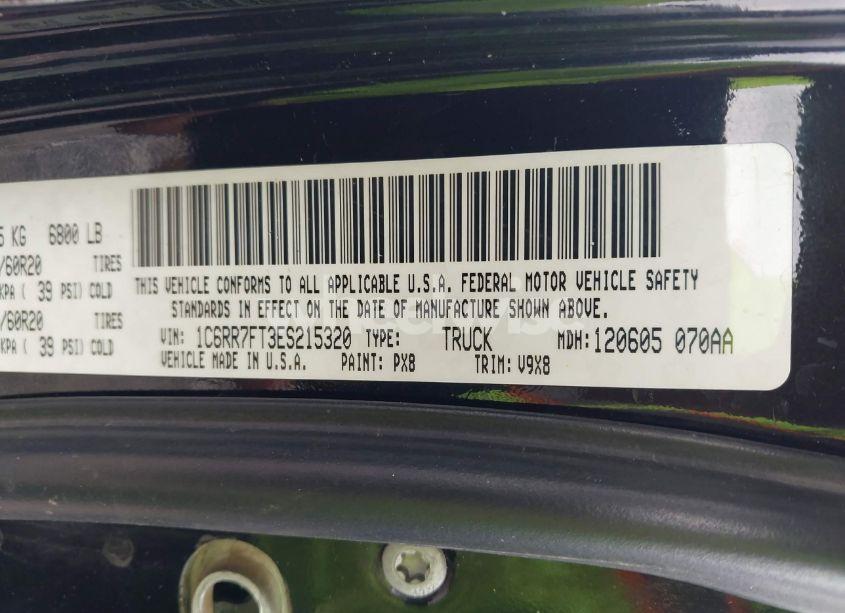 5 KG 6800 LB
/60R20 TIRES
KPA ( 39 PSI) COLD
/60R20 TIRES
KPA ( 39 PSI) COLD
THIS VEHICLE CONFORMS TO ALL APPLICABLE U.S.A. FEDERAL MOTOR VEHICLE SAFETY
STANDARDS IN EFFECT ON THE DATE OF MANUFACTURE SHOWN ABOVE.
VIN: 1C6RR7FT3ES215320 TYPE: TRUCK MDH: 120605 070AA
VEHICLE MADE IN U.S.A. PAINT: PX8 TRIM: V9X8